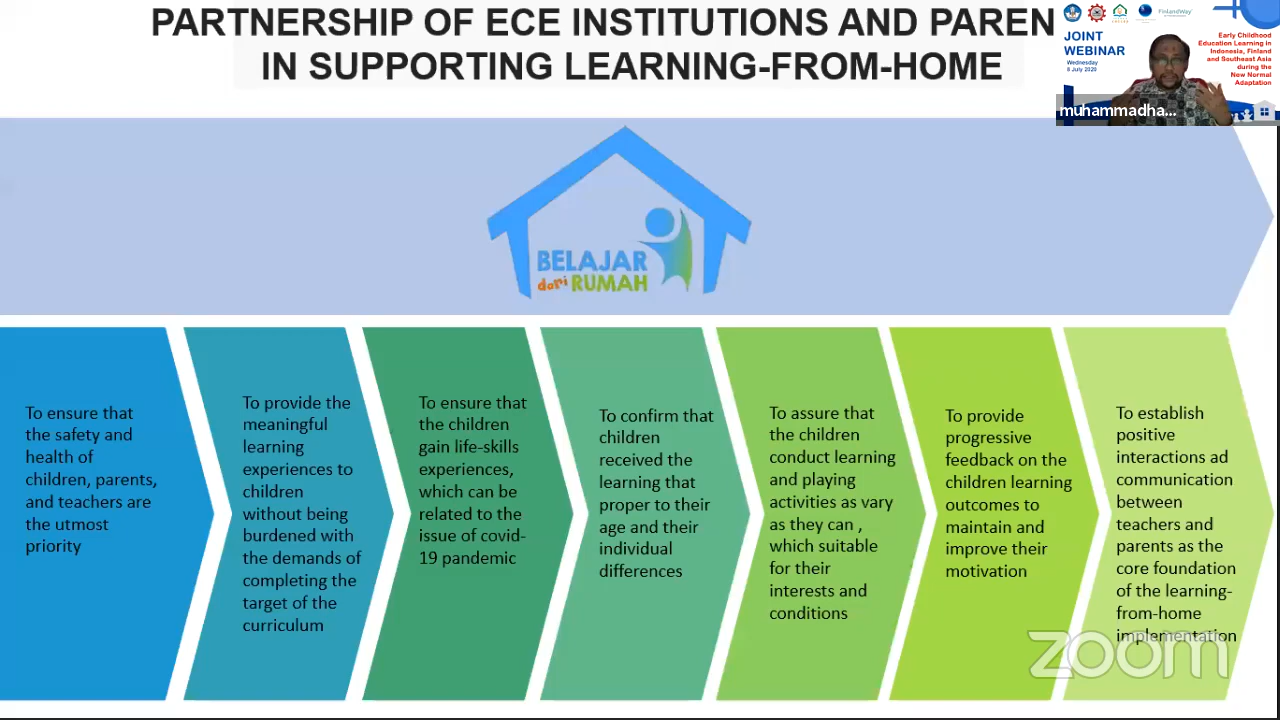 PARTNERSHIP OF ECE INSTITUTIONS AND PAREN
IN SUPPORTING LEARNING-FROM-HOME
FinlandWay
JOINT
WEBINAR
Wednesday
8 July 2020
Early Childhood
Education Learning in
Indonesia, Finland
and Southeast Asia
during the
New Normal
Adaptation
muhammadha...
BELAJAR
dari RUMAH
To ensure that
the safety and
health of
children, parents,
and teachers are
the utmost
priority
To provide the
meaningful
learning
experiences to
children
without being
burdened with
the demands of
completing the
target of the
curriculum
To ensure that
the children
gain life-skills
experiences,
which can be
related to the
issue of covid-
19 pandemic
To confirm that
children
received the
learning that
proper to their
age and their
individual
differences
To assure that
the children
conduct learning
and playing
activities as vary
as they can ,
which suitable
for their
interests and
conditions
To provide
progressive
feedback on the
children learning
outcomes to
maintain and
improve their
motivation
To establish
positive
interactions ad
communication
between
teachers and
parents as the
core foundation
of the learning-
from-home
implementation
zoom